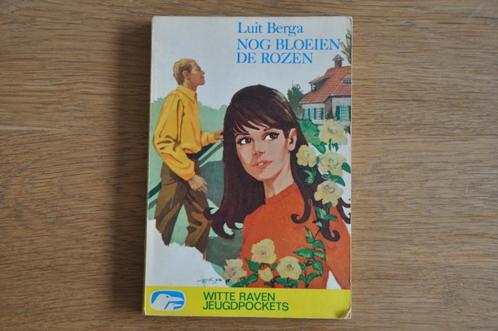 Luit Berga
NOG BLOEIEN
DE ROZEN
WITTE RAVEN
JEUGDPOCKETS